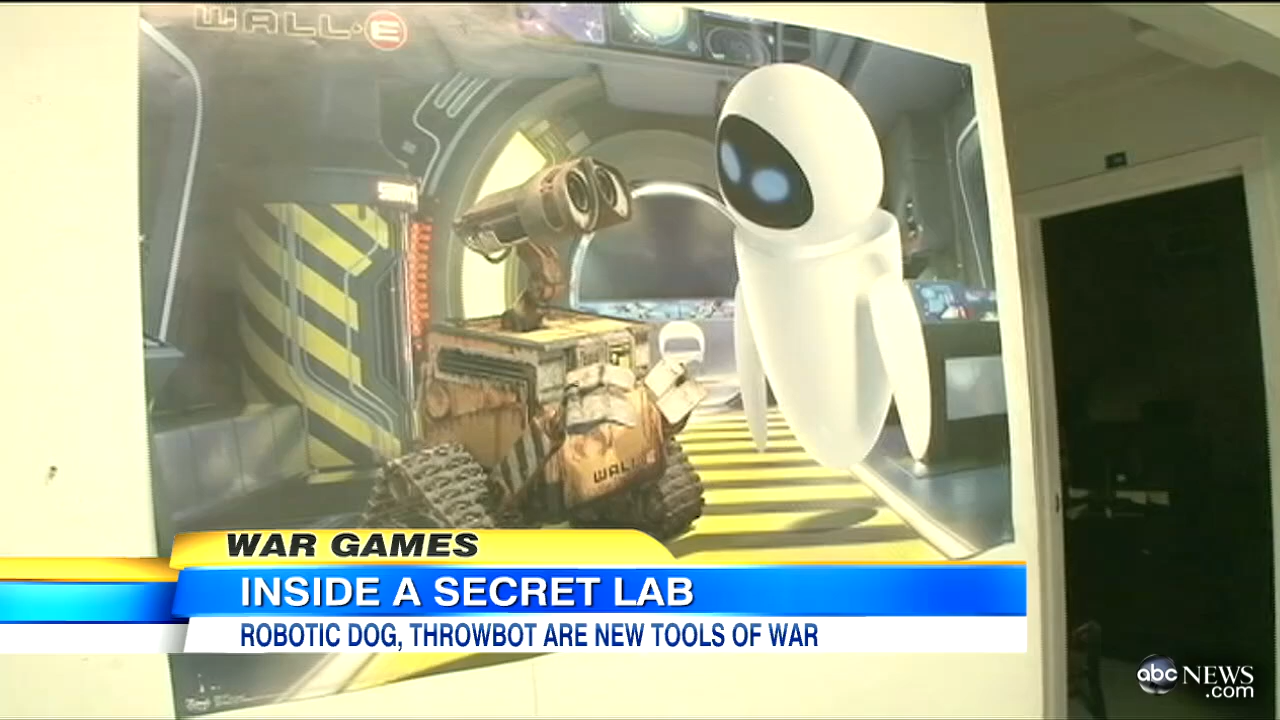 WALL•E
WALL•E
WAR GAMES
INSIDE A SECRET LAB
ROBOTIC DOG, THROWBOT ARE NEW TOOLS OF WAR
abc NEWS
.com